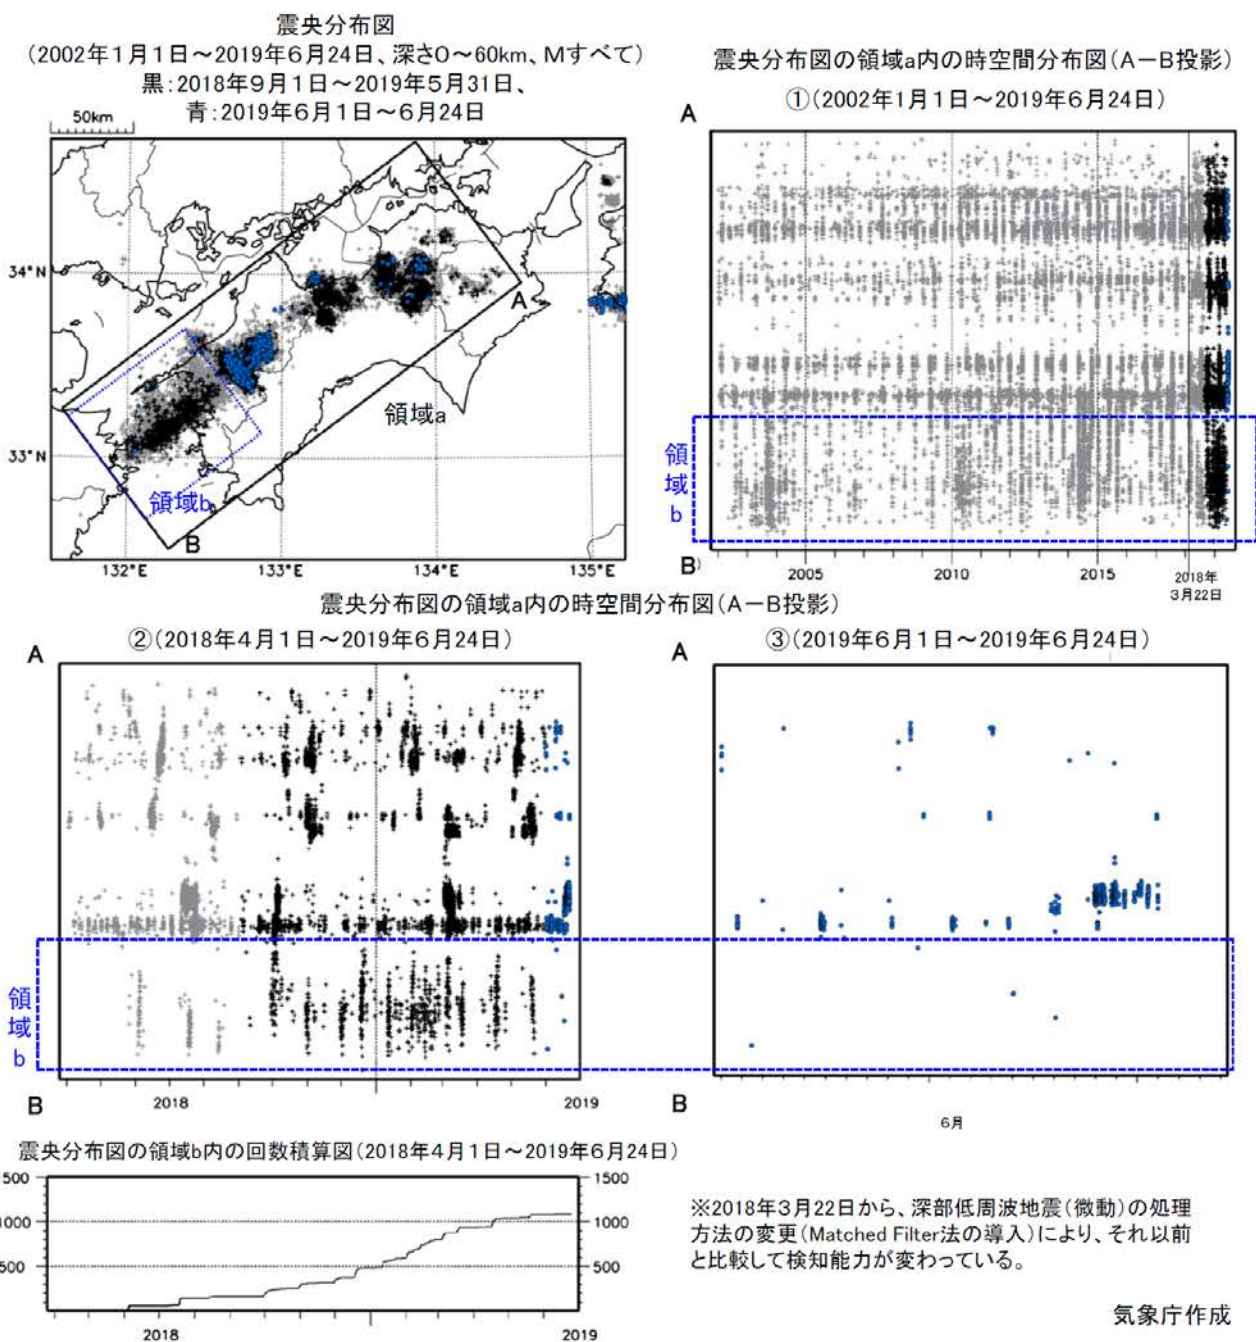 震央分布図
(2002年1月1日～2019年6月24日、深さ0～60km、Mすべて)
黒:2018年9月1日～2019年5月31日、
青:2019年6月1日～6月24日
50km
34°N
33°N
132°E
133°E
134°E
135°E
A
B
領域a
領域b
震央分布図の領域a内の時空間分布図(A－B投影)
①(2002年1月1日～2019年6月24日)
A
領域b
B
2005
2010
2015
2018年
3月22日
震央分布図の領域a内の時空間分布図(A－B投影)
②(2018年4月1日～2019年6月24日)
A
領域b
B
2018
2019
③(2019年6月1日～2019年6月24日)
A
B
6月
震央分布図の領域b内の回数積算図(2018年4月1日～2019年6月24日)
500
1000
500
1500
1000
500
2018
2019
※2018年3月22日から、深部低周波地震(微動)の処理
方法の変更(Matched Filter法の導入)により、それ以前
と比較して検知能力が変わっている。
気象庁作成